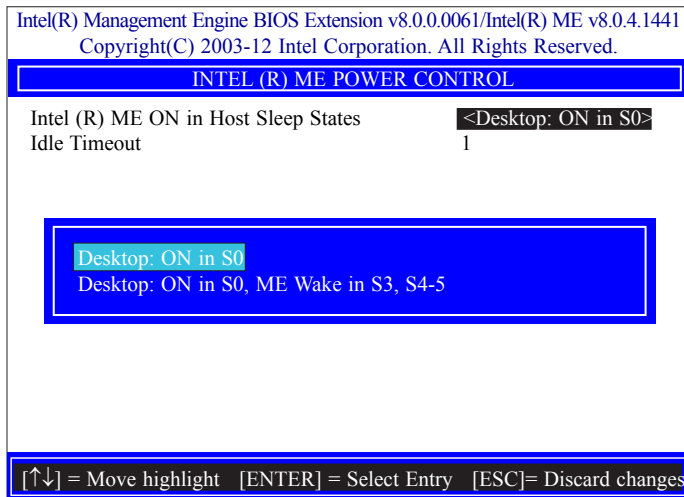 Intel(R) Management Engine BIOS Extension v8.0.0.0061/Intel(R) ME v8.0.4.1441
Copyright(C) 2003-12 Intel Corporation. All Rights Reserved.
INTEL (R) ME POWER CONTROL
Intel (R) ME ON in Host Sleep States <Desktop: ON in S0>
Idle Timeout 1
Desktop: ON in S0
Desktop: ON in S0, ME Wake in S3, S4-5
[↑↓] = Move highlight [ENTER] = Select Entry [ESC]= Discard changes